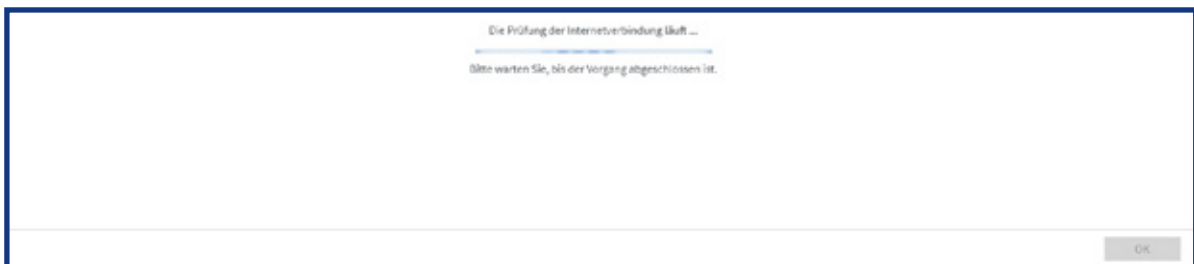 Die Prüfung der Internetverbindung läuft ...
Bitte warten Sie, bis der Vorgang abgeschlossen ist.
OK